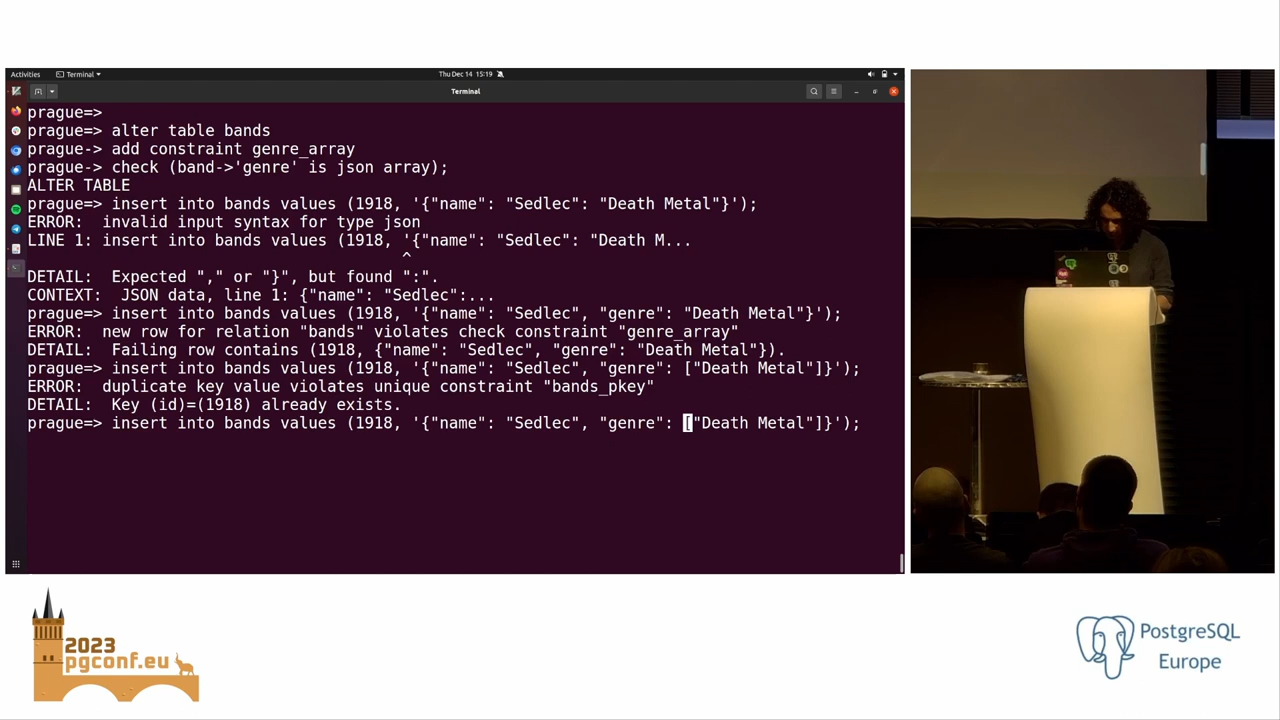 Activities
Terminal
Thu Dec 14 15:19
Terminal
prague=>
prague=> alter table bands
prague-> add constraint genre_array
prague-> check (band->'genre' is json array);
ALTER TABLE
prague=> insert into bands values (1918, '{"name": "Sedlec": "Death Metal"}');
ERROR:  invalid input syntax for type json
LINE 1: insert into bands values (1918, '{"name": "Sedlec": "Death M...
^
DETAIL:  Expected "," or "}", but found ":".
CONTEXT:  JSON data, line 1: {"name": "Sedlec":...
prague=> insert into bands values (1918, '{"name": "Sedlec", "genre": "Death Metal"}');
ERROR:  new row for relation "bands" violates check constraint "genre_array"
DETAIL:  Failing row contains (1918, {"name": "Sedlec", "genre": "Death Metal"}).
prague=> insert into bands values (1918, '{"name": "Sedlec", "genre": ["Death Metal"]}');
ERROR:  duplicate key value violates unique constraint "bands_pkey"
DETAIL:  Key (id)=(1918) already exists.
prague=> insert into bands values (1918, '{"name": "Sedlec", "genre": ["Death Metal"]}');
2023
pgconf.eu
PostgreSQL
Europe